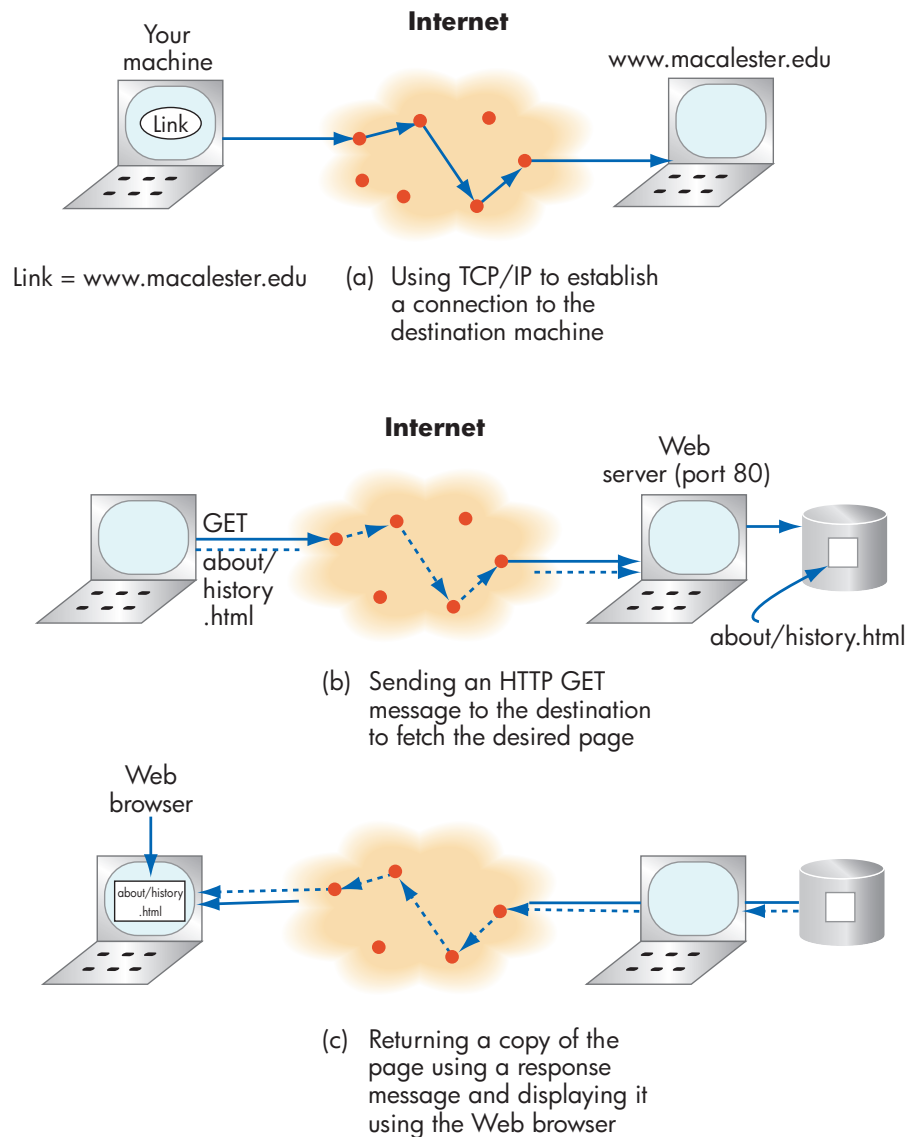 Internet
Your
machine
www.macalester.edu
Link
Link = www.macalester.edu
(a) Using TCP/IP to establish
a connection to the
destination machine
Internet
Web
server (port 80)
GET
about/
history
.html
about/history.html
(b) Sending an HTTP GET
message to the destination
to fetch the desired page
Web
browser
about/history
.html
(c) Returning a copy of the
page using a response
message and displaying it
using the Web browser